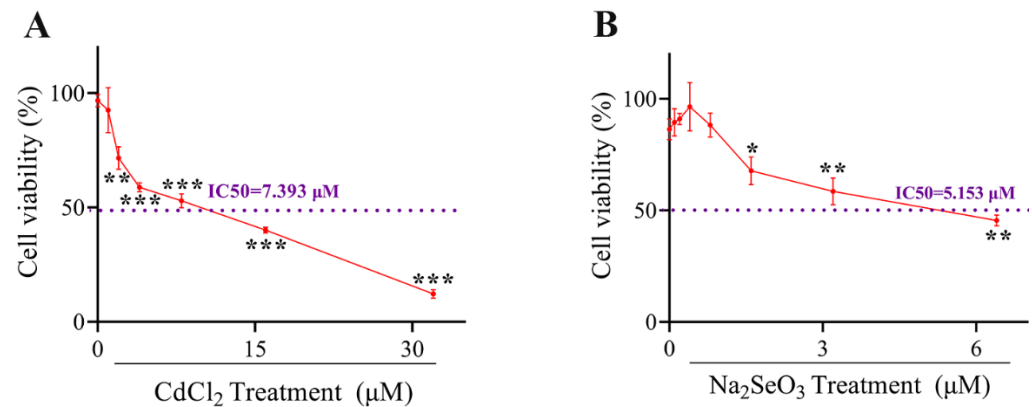 A
Cell viability (%)
100
50
0
IC50=7.393 μM
**
***
***
***
***
0 15 30
CdCl₂ Treatment (μM)
B
Cell viability (%)
100
50
0
*
**
IC50=5.153 μM
**
0 3 6
Na₂SeO₃ Treatment (μM)